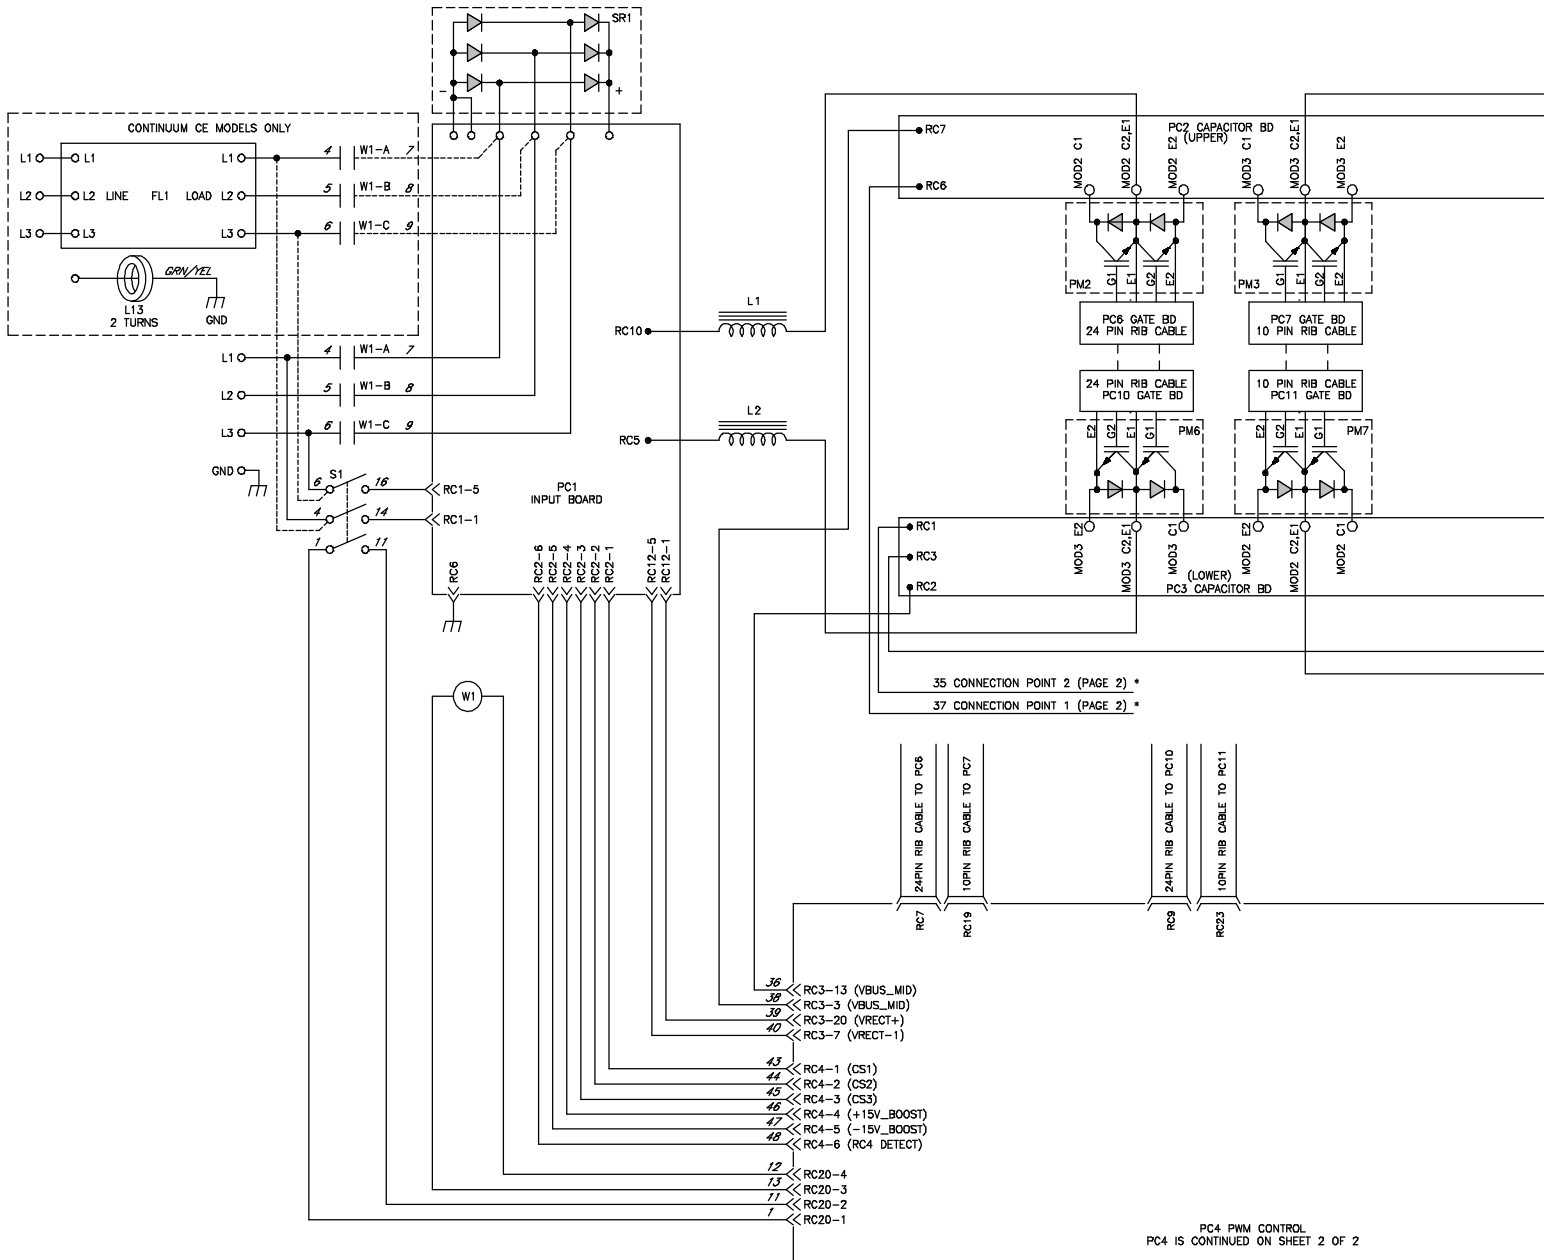 SR1
-
+
CONTINUUM CE MODELS ONLY
L1 L1 L1 4 W1-A 7
L2 L2 LINE FL1 LOAD L2 5 W1-B 8
L3 L3 L3 6 W1-C 9
GRN/YEL
L13
2 TURNS
GND
L1 4 W1-A 7
L2 5 W1-B 8
L3 6 W1-C 9
GND
S1
6 16 RC1-5
4 14 RC1-1
1 11
PC1
INPUT BOARD
RC10
RC5
L1
L2
RC6
RC2-6
RC2-5
RC2-4
RC2-3
RC2-2
RC2-1
RC12-5
RC12-1
W1
RC7
RC6
PC2 CAPACITOR BD
(UPPER)
MOD2 C1
MOD2 C2,E1
MOD2 E2
MOD3 C1
MOD3 C2,E1
MOD3 E2
PM2 G1 E1 G2 E2
PM3 G1 E1 G2 E2
PC6 GATE BD
24 PIN RIB CABLE
PC7 GATE BD
10 PIN RIB CABLE
24 PIN RIB CABLE
PC10 GATE BD
10 PIN RIB CABLE
PC11 GATE BD
E2 G2 E1 G1 PM6
E2 G2 E1 G1 PM7
RC1
RC3
RC2
MOD3 E2
MOD3 C2,E1
MOD3 C1
MOD2 E2
MOD2 C2,E1
MOD2 C1
(LOWER)
PC3 CAPACITOR BD
35 CONNECTION POINT 2 (PAGE 2) *
37 CONNECTION POINT 1 (PAGE 2) *
24PIN RIB CABLE TO PC6
10PIN RIB CABLE TO PC7
24PIN RIB CABLE TO PC10
10PIN RIB CABLE TO PC11
RC7
RC19
RC9
RC23
36 RC3-13 (VBUS_MID)
38 RC3-3 (VBUS_MID)
39 RC3-20 (VRECT+)
40 RC3-7 (VRECT-1)
43 RC4-1 (CS1)
44 RC4-2 (CS2)
45 RC4-3 (CS3)
46 RC4-4 (+15V_BOOST)
47 RC4-5 (-15V_BOOST)
48 RC4-6 (RC4 DETECT)
12 RC20-4
13 RC20-3
11 RC20-2
1 RC20-1
PC4 PWM CONTROL
PC4 IS CONTINUED ON SHEET 2 OF 2